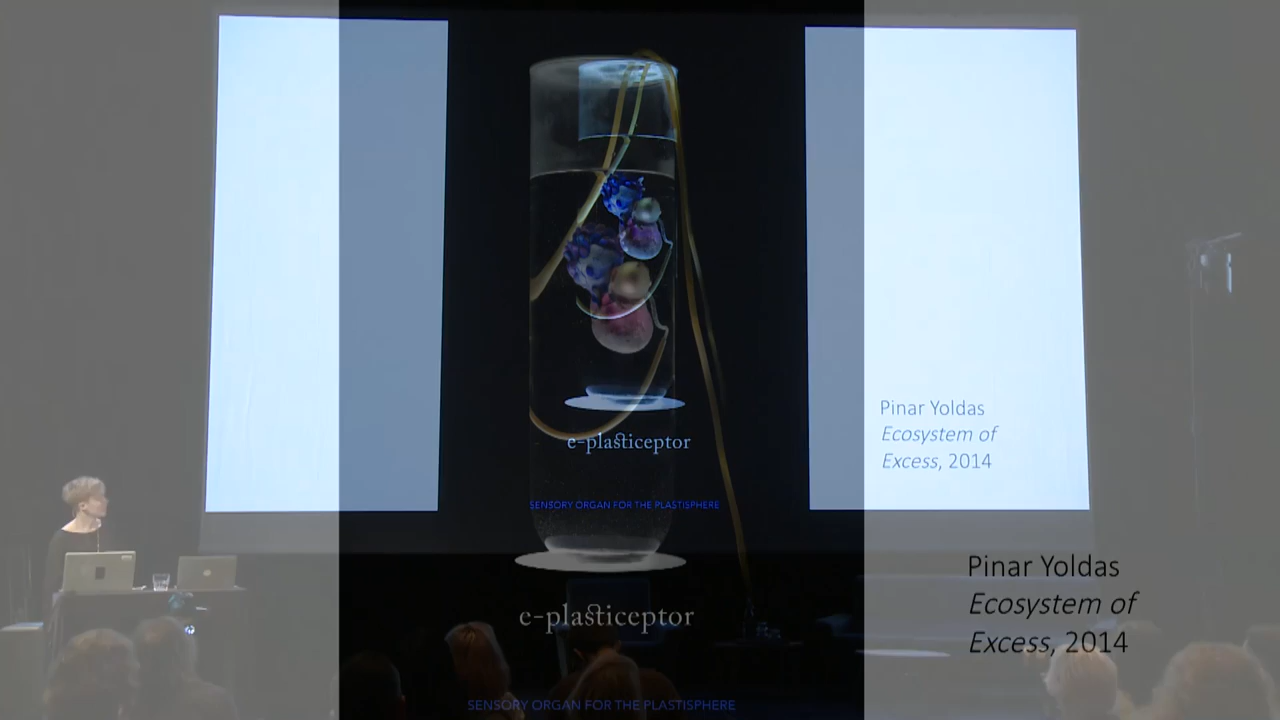 Pinar Yoldas
Ecosystem of
Excess, 2014
e-plasticeptor
SENSORY ORGAN FOR THE PLASTISPHERE
Pinar Yoldas
Ecosystem of
Excess, 2014
e-plasticeptor
SENSORY ORGAN FOR THE PLASTISPHERE